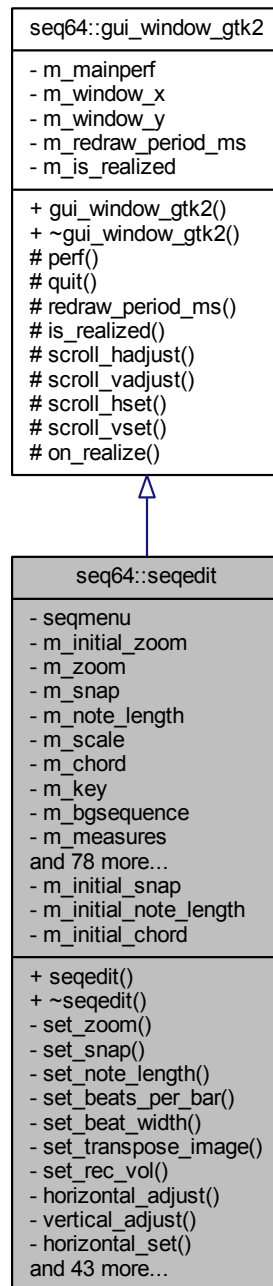 seq64::gui_window_gtk2
- m_mainperf
- m_window_x
- m_window_y
- m_redraw_period_ms
- m_is_realized
+ gui_window_gtk2()
+ ~gui_window_gtk2()
# perf()
# quit()
# redraw_period_ms()
# is_realized()
# scroll_hadjust()
# scroll_vadjust()
# scroll_hset()
# scroll_vset()
# on_realize()
seq64::seqedit
- seqmenu
- m_initial_zoom
- m_zoom
- m_snap
- m_note_length
- m_scale
- m_chord
- m_key
- m_bgsequence
- m_measures
and 78 more...
- m_initial_snap
- m_initial_note_length
- m_initial_chord
+ seqedit()
+ ~seqedit()
- set_zoom()
- set_snap()
- set_note_length()
- set_beats_per_bar()
- set_beat_width()
- set_transpose_image()
- set_rec_vol()
- horizontal_adjust()
- vertical_adjust()
- horizontal_set()
and 43 more...